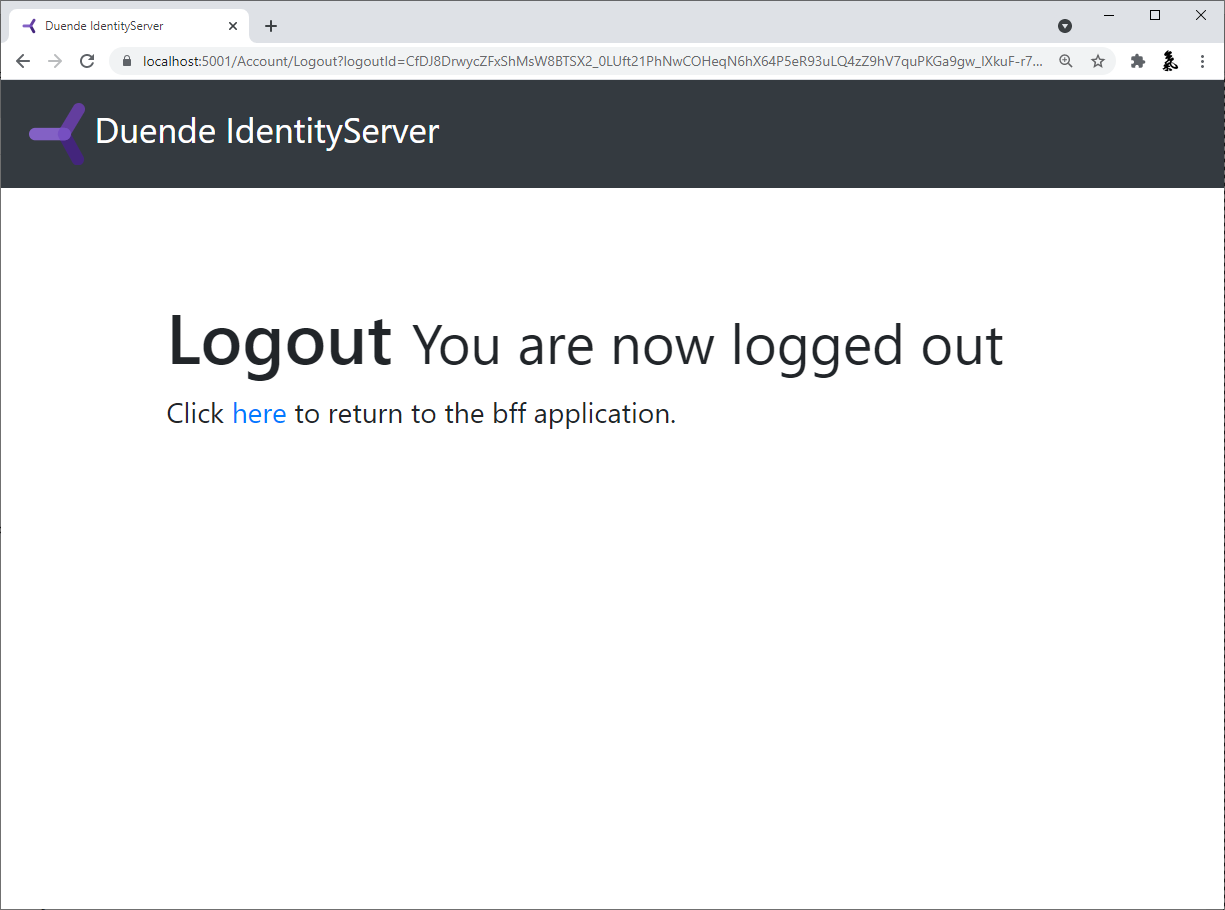 Duende IdentityServer
localhost:5001/Account/Logout?logoutId=CfDJ8DrwycZFxShMsW8BTSX2_0LUft21PhNwCOHeqN6hX64P5eR93uLQ4zZ9hV7quPKGa9gw_IXkuF-r7...
Duende IdentityServer
Logout You are now logged out
Click here to return to the bff application.